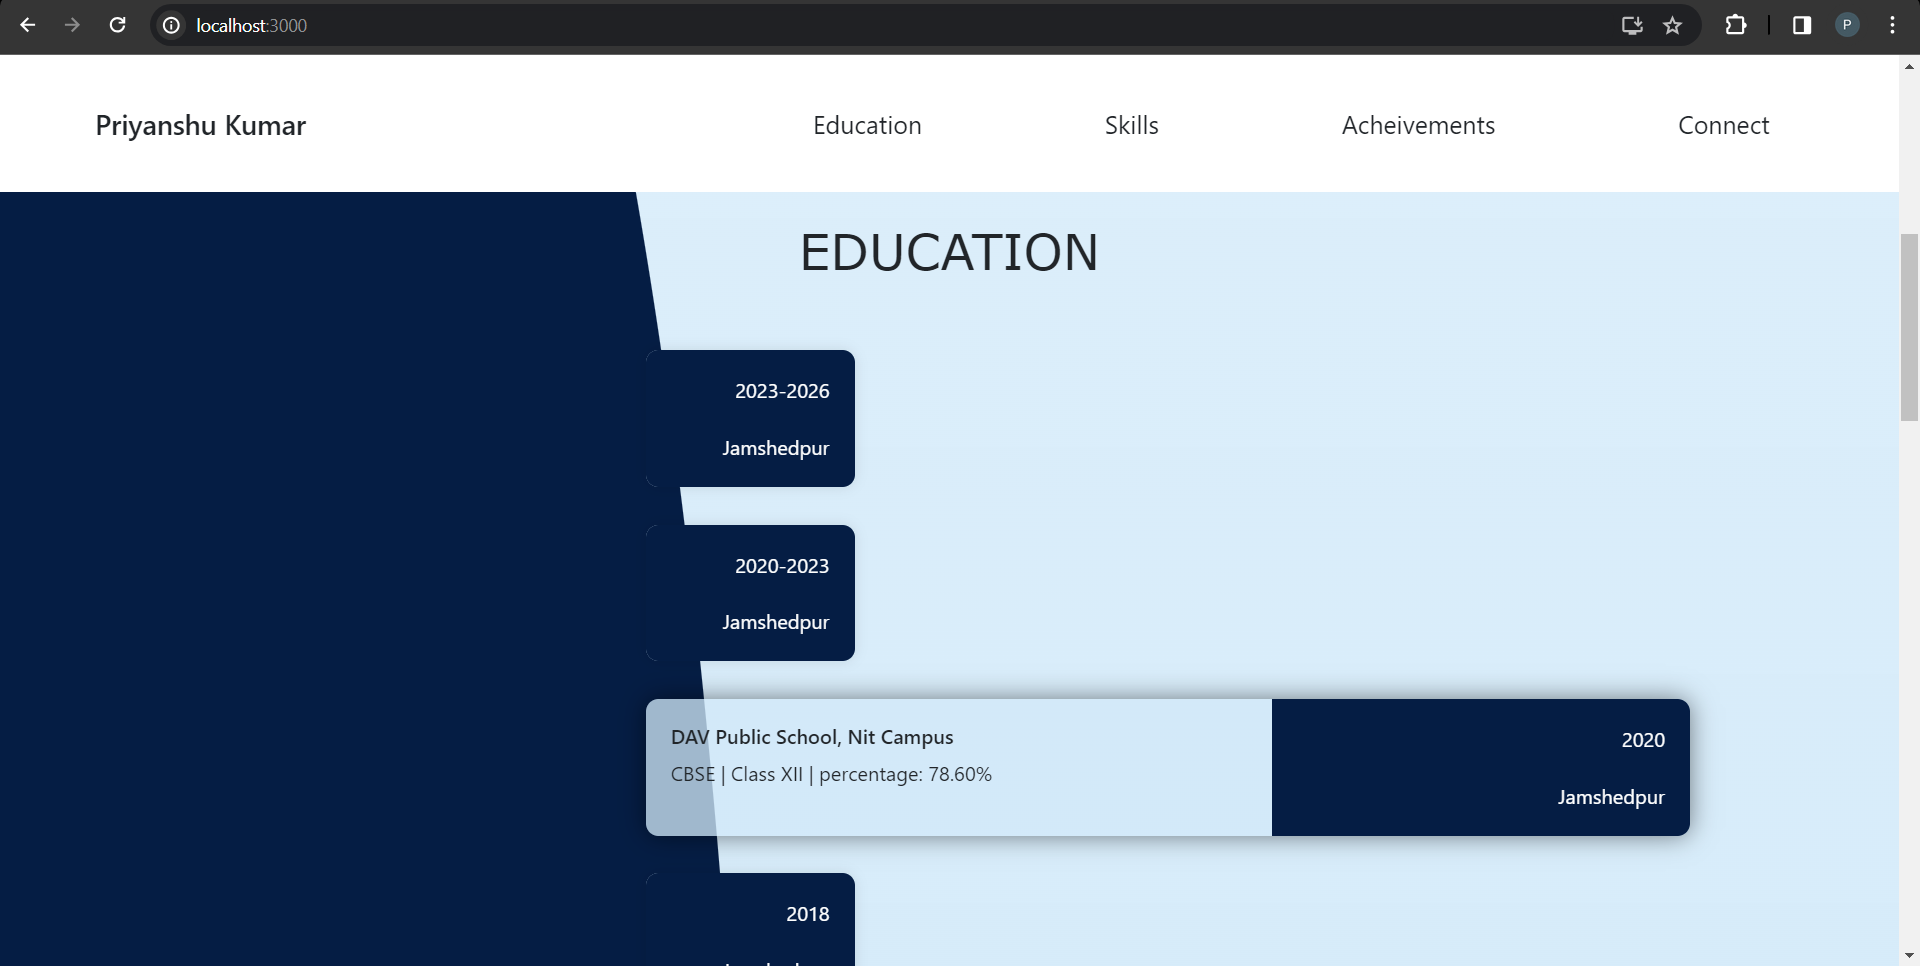 localhost:3000
P
Priyanshu Kumar Education Skills Acheivements Connect
EDUCATION
2023-2026
Jamshedpur
2020-2023
Jamshedpur
DAV Public School, Nit Campus 2020
CBSE | Class XII | percentage: 78.60%
Jamshedpur
2018